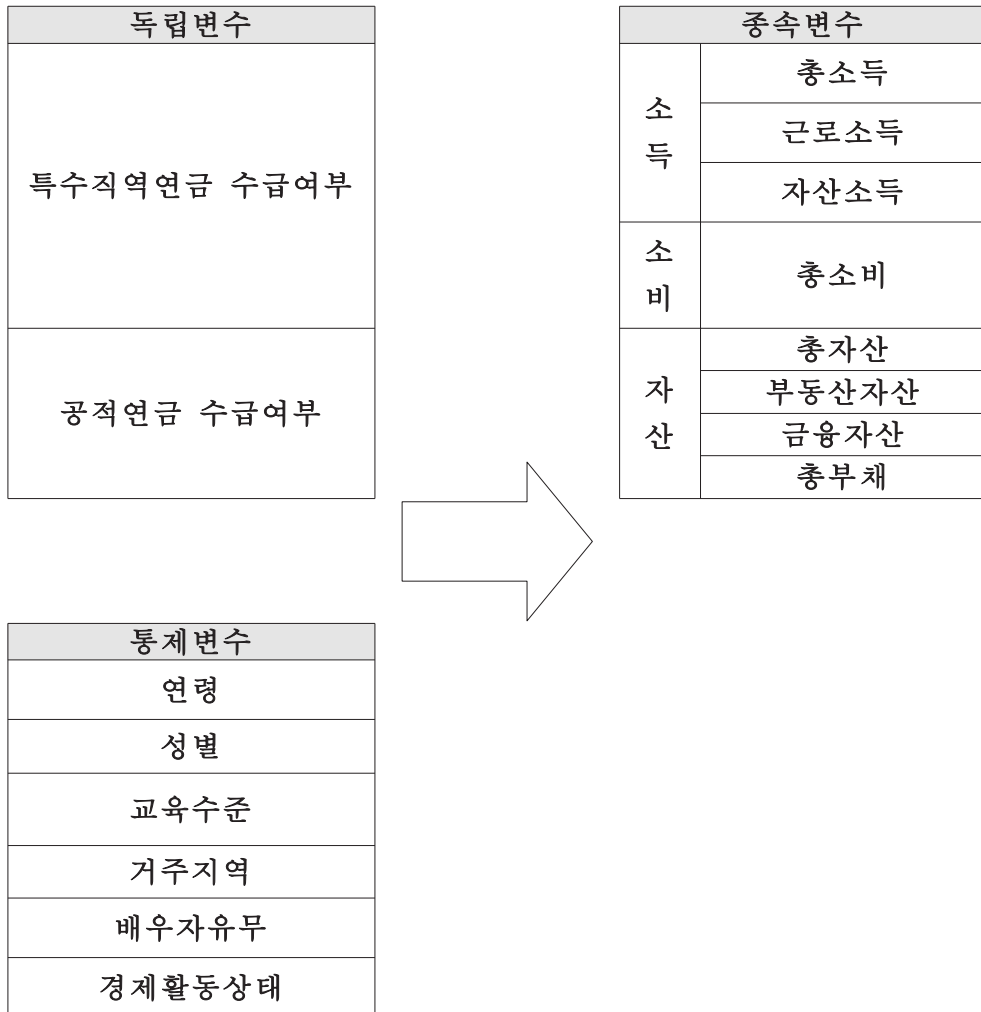 독립변수
특수직역연금 수급여부
공적연금 수급여부
종속변수
소
득
총소득
근로소득
자산소득
소
비
총소비
자
산
총자산
부동산자산
금융자산
총부채
통제변수
연령
성별
교육수준
거주지역
배우자유무
경제활동상태